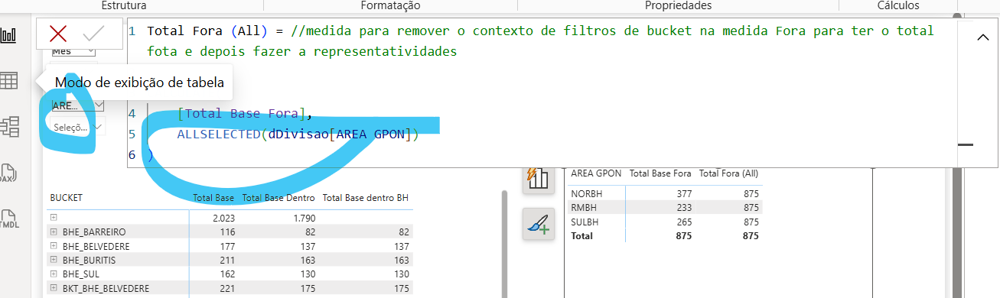 Estrutura
Formatação
Propriedades
Cálculos
1 Total Fora (All) = //medida para remover o contexto de filtros de bucket na medida Fora para ter o total
fota e depois fazer a representatividades
Mês
Modo de exibição de tabela
ARE...
Seleçõ...
4 [Total Base Fora],
5 ALLSELECTED(dDivisao[AREA GPON])
6 )
DAX
TMDL
BUCKET Total Base Total Base Dentro Total Base dentro BH
2.023 1.790
BHE_BARREIRO 116 82 82
BHE_BELVEDERE 177 137 137
BHE_BURITIS 211 163 163
BHE_SUL 162 130 130
BKT_BHE_BELVEDERE 221 175 175
AREA GPON Total Base Fora Total Fora (All)
NORBH 377 875
RMBH 233 875
SULBH 265 875
Total 875 875